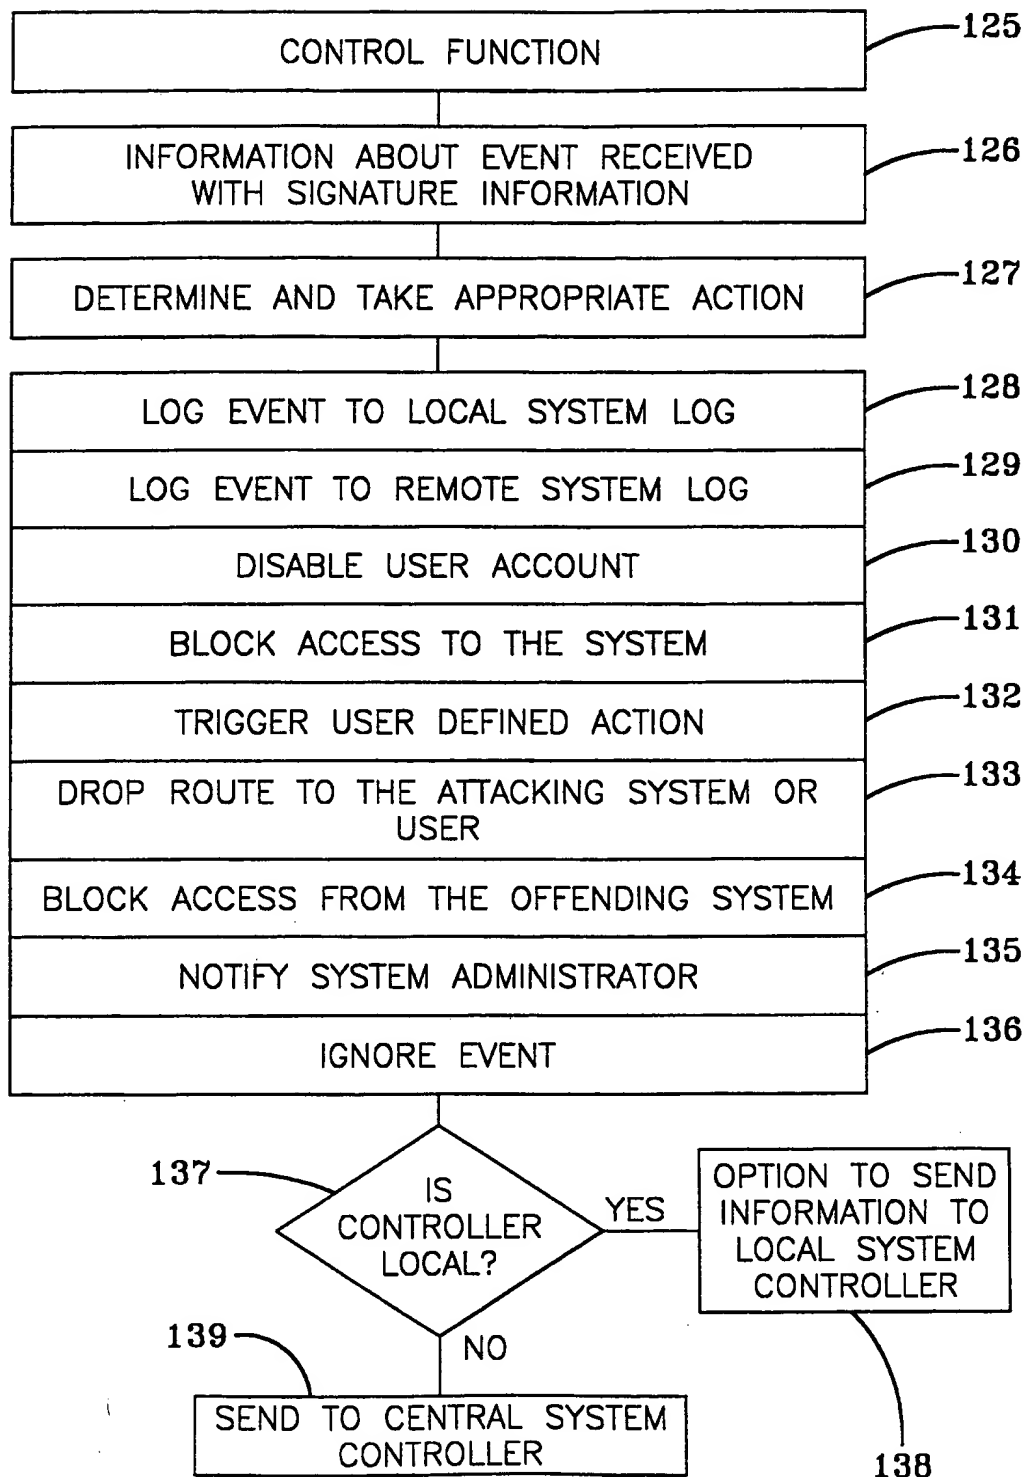 CONTROL FUNCTION
125
INFORMATION ABOUT EVENT RECEIVED
WITH SIGNATURE INFORMATION
126
DETERMINE AND TAKE APPROPRIATE ACTION
127
LOG EVENT TO LOCAL SYSTEM LOG
128
LOG EVENT TO REMOTE SYSTEM LOG
129
DISABLE USER ACCOUNT
130
BLOCK ACCESS TO THE SYSTEM
131
TRIGGER USER DEFINED ACTION
132
DROP ROUTE TO THE ATTACKING SYSTEM OR
USER
133
BLOCK ACCESS FROM THE OFFENDING SYSTEM
134
NOTIFY SYSTEM ADMINISTRATOR
135
IGNORE EVENT
136
137
IS
CONTROLLER
LOCAL?
YES
OPTION TO SEND
INFORMATION TO
LOCAL SYSTEM
CONTROLLER
138
NO
139
SEND TO CENTRAL SYSTEM
CONTROLLER